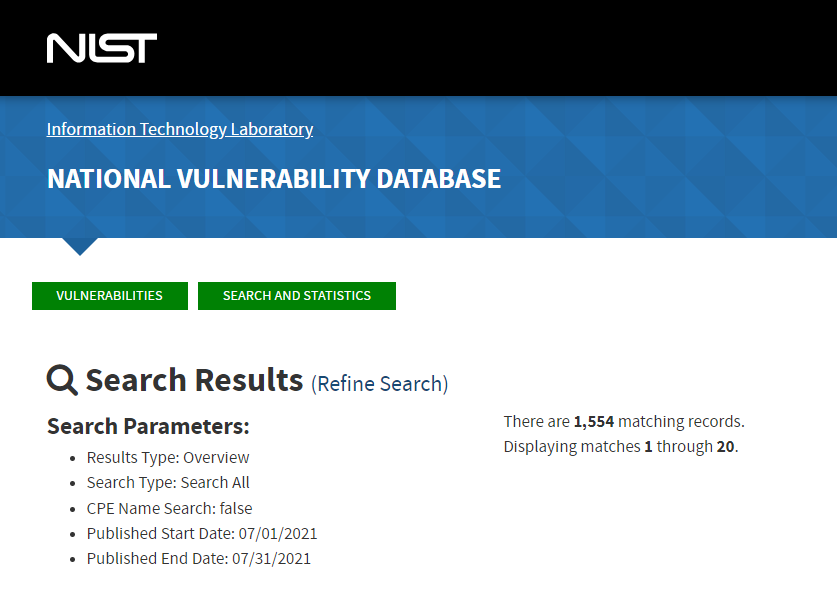 NIST
Information Technology Laboratory
NATIONAL VULNERABILITY DATABASE
VULNERABILITIES
SEARCH AND STATISTICS
Search Results (Refine Search)
Search Parameters:
• Results Type: Overview
• Search Type: Search All
• CPE Name Search: false
• Published Start Date: 07/01/2021
• Published End Date: 07/31/2021
There are 1,554 matching records.
Displaying matches 1 through 20.